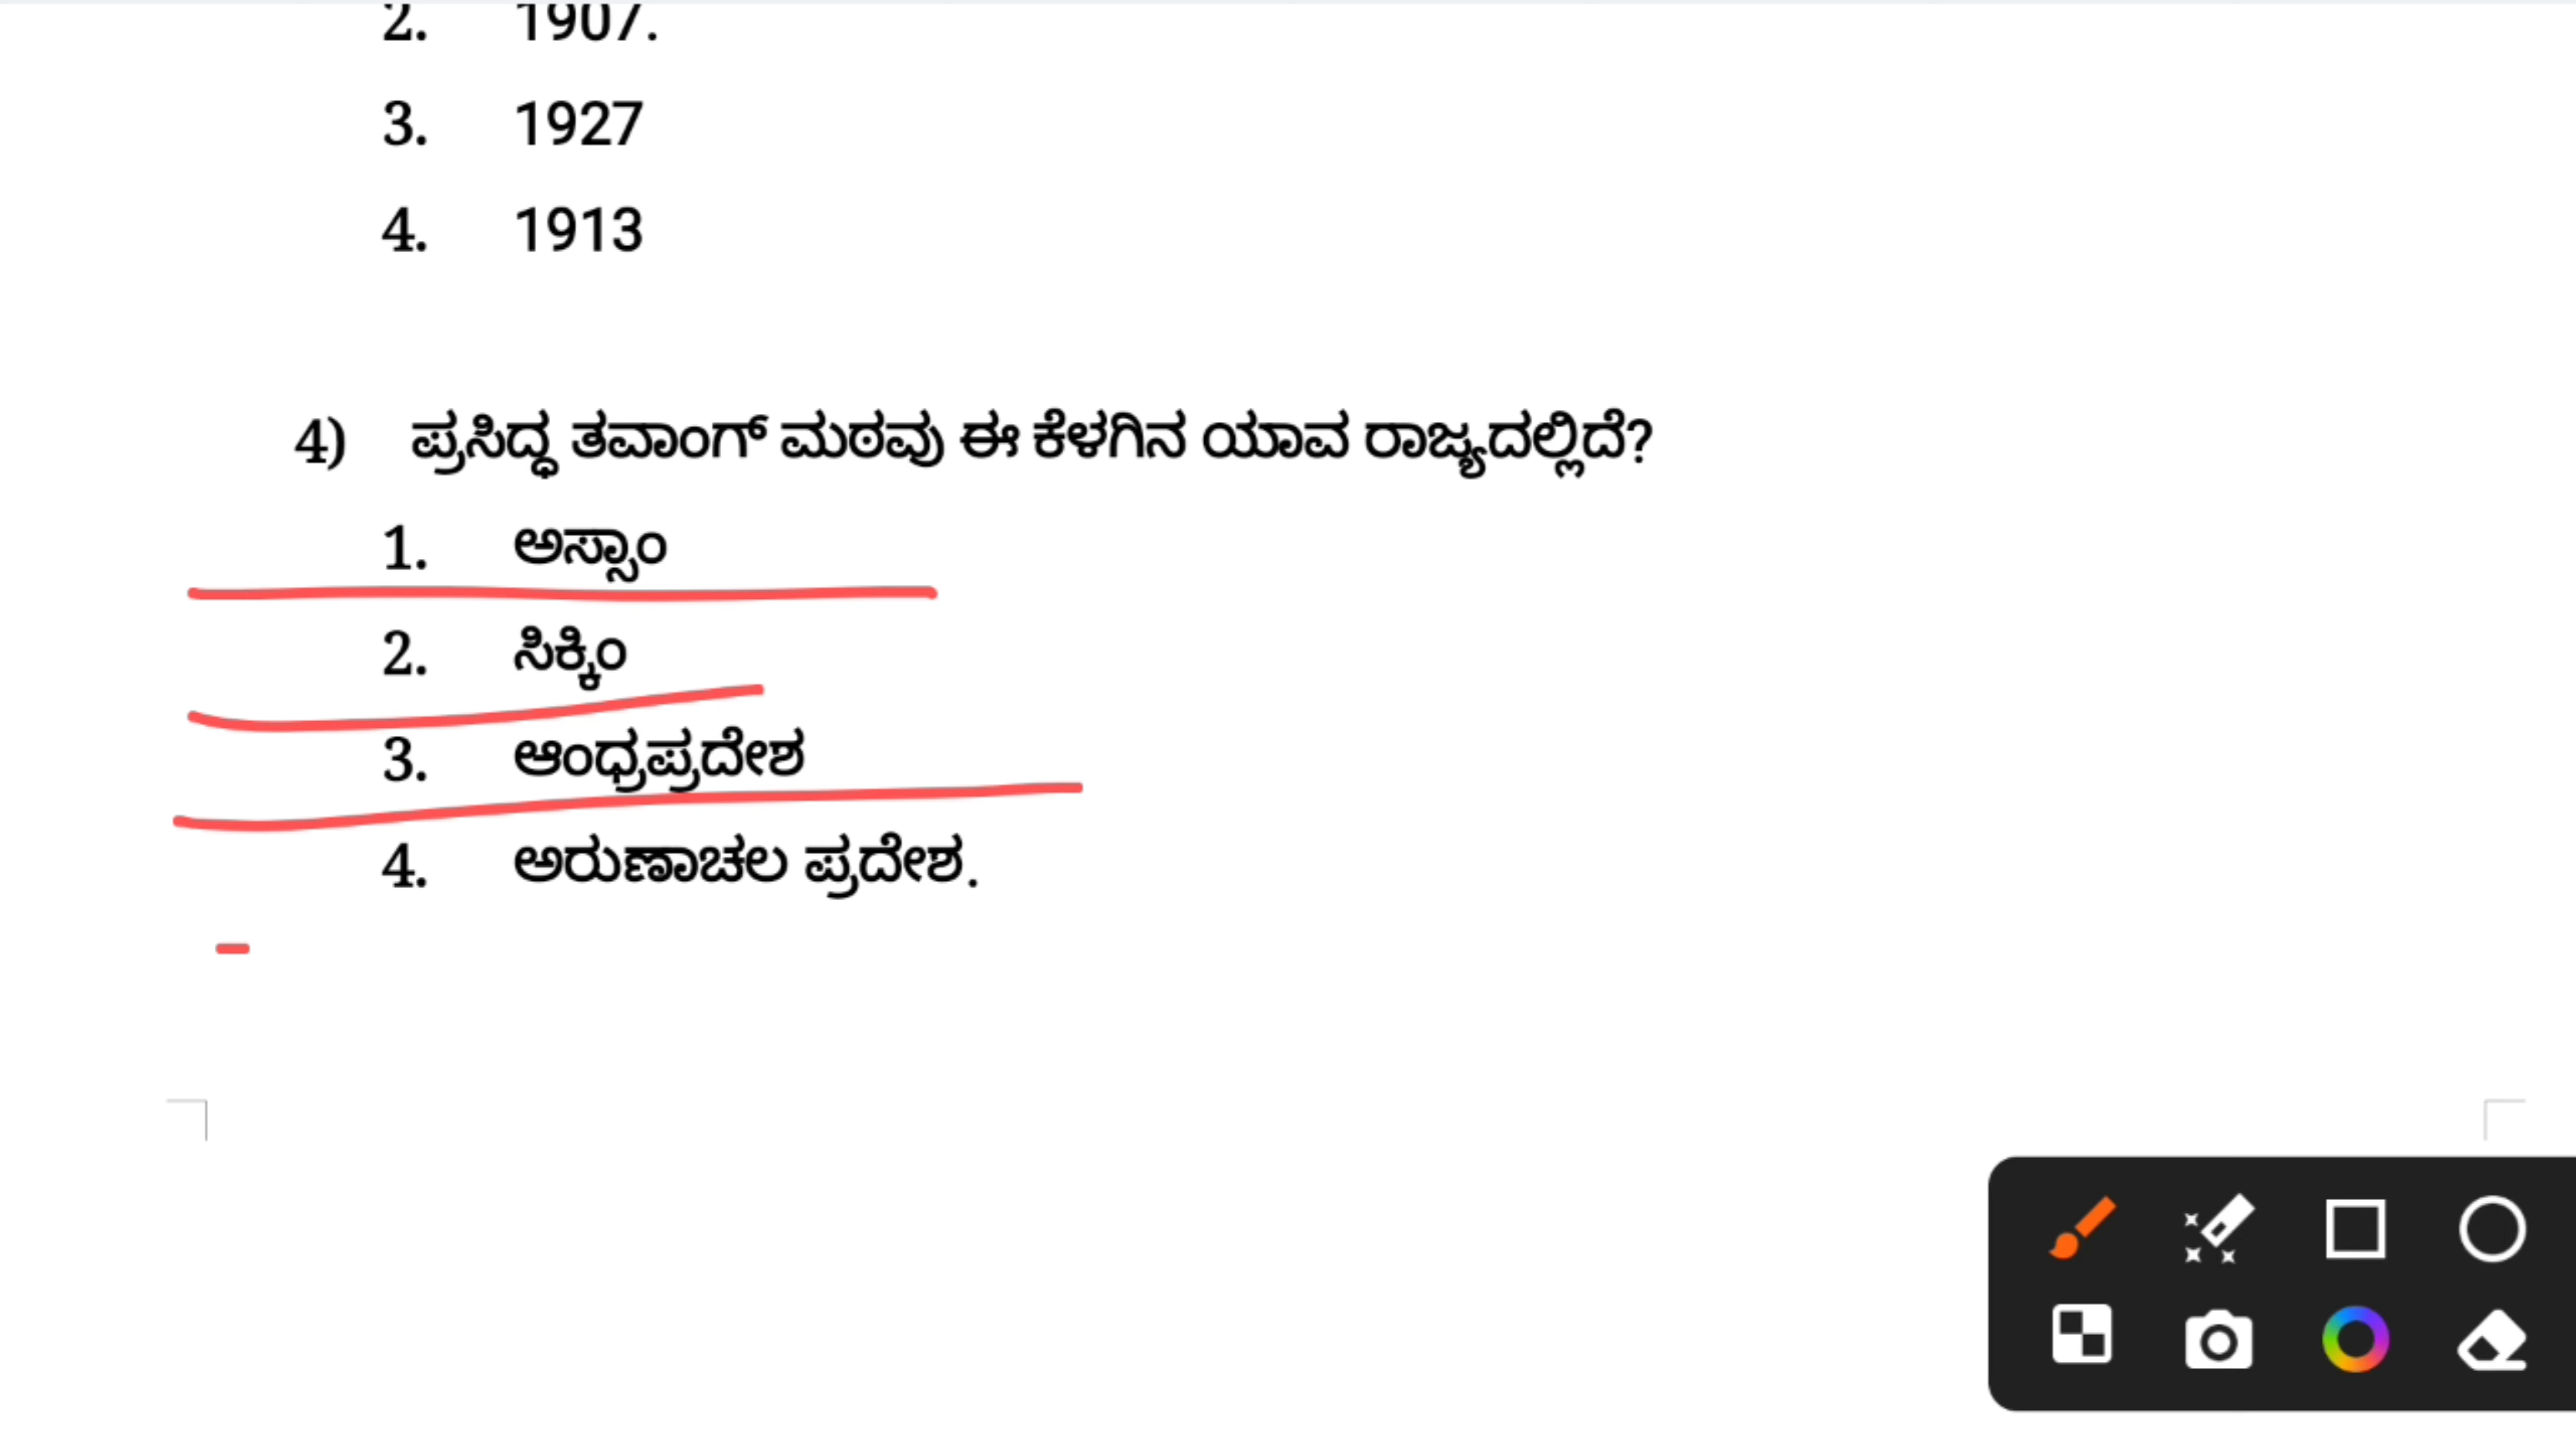 2. 1907.
3. 1927
4. 1913
4) ಪ್ರಸಿದ್ಧ ತವಾಂಗ್ ಮಠವು ಈ ಕೆಳಗಿನ ಯಾವ ರಾಜ್ಯದಲ್ಲಿದೆ?
1. ಅಸ್ಸಾಂ
2. ಸಿಕ್ಕಿಂ
3. ಆಂಧ್ರಪ್ರದೇಶ
4. ಅರುಣಾಚಲ ಪ್ರದೇಶ.